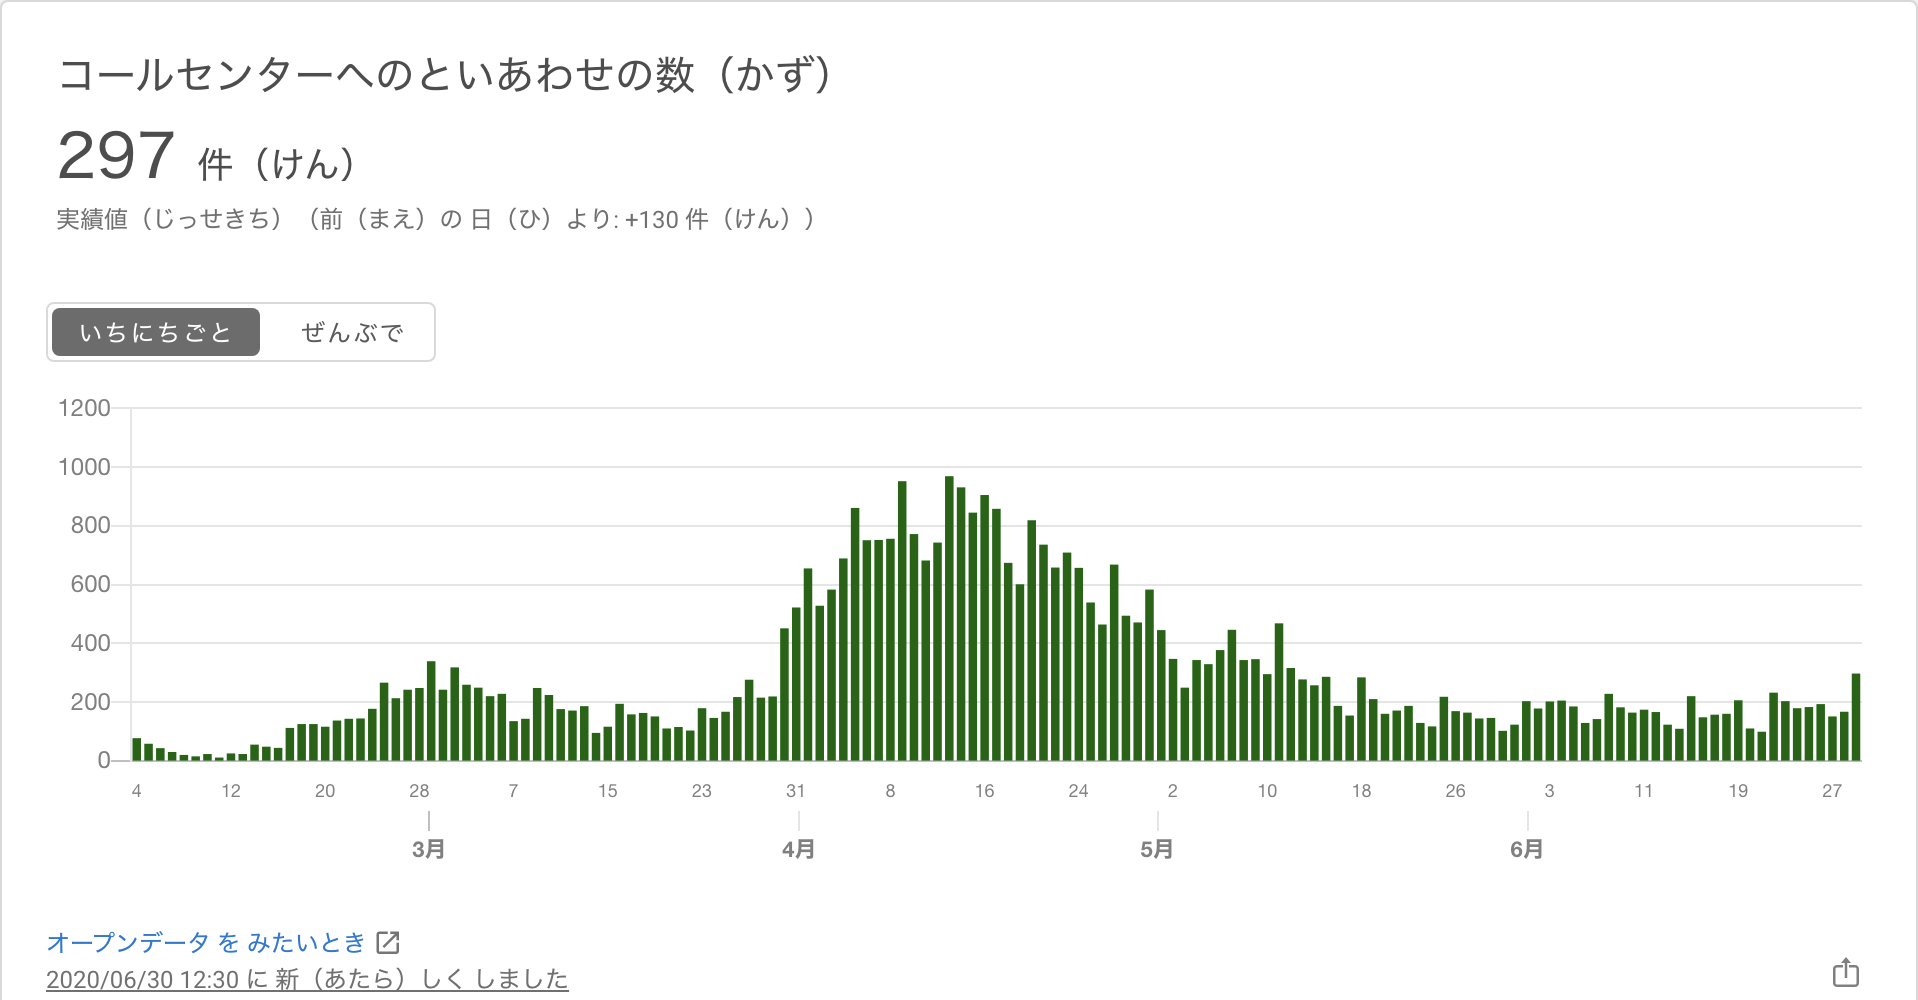 コールセンターへのといあわせの数（かず）
297 件（けん）
実績値（じっせきち）（前（まえ）の 日（ひ）より: +130 件（けん））
いちにちごと ぜんぶで
1200
1000
800
600
400
200
0
4 12 20 28 7 15 23 31 8 16 24 2 10 18 26 3 11 19 27
3月 4月 5月 6月
オープンデータ を みたいとき
2020/06/30 12:30 に 新（あたら）しく しました